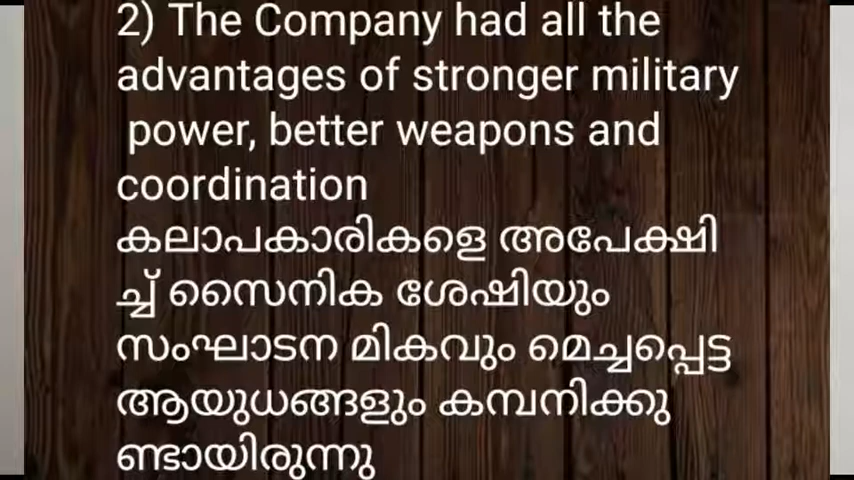 2) The Company had all the
advantages of stronger military
power, better weapons and
coordination
കലാപകാരികളെ അപേക്ഷി
ച്ച് സൈനിക ശേഷിയും
സംഘാടന മികവും മെച്ചപ്പെട്ട
ആയുധങ്ങളും കമ്പനിക്കു
ണ്ടായിരുന്നു